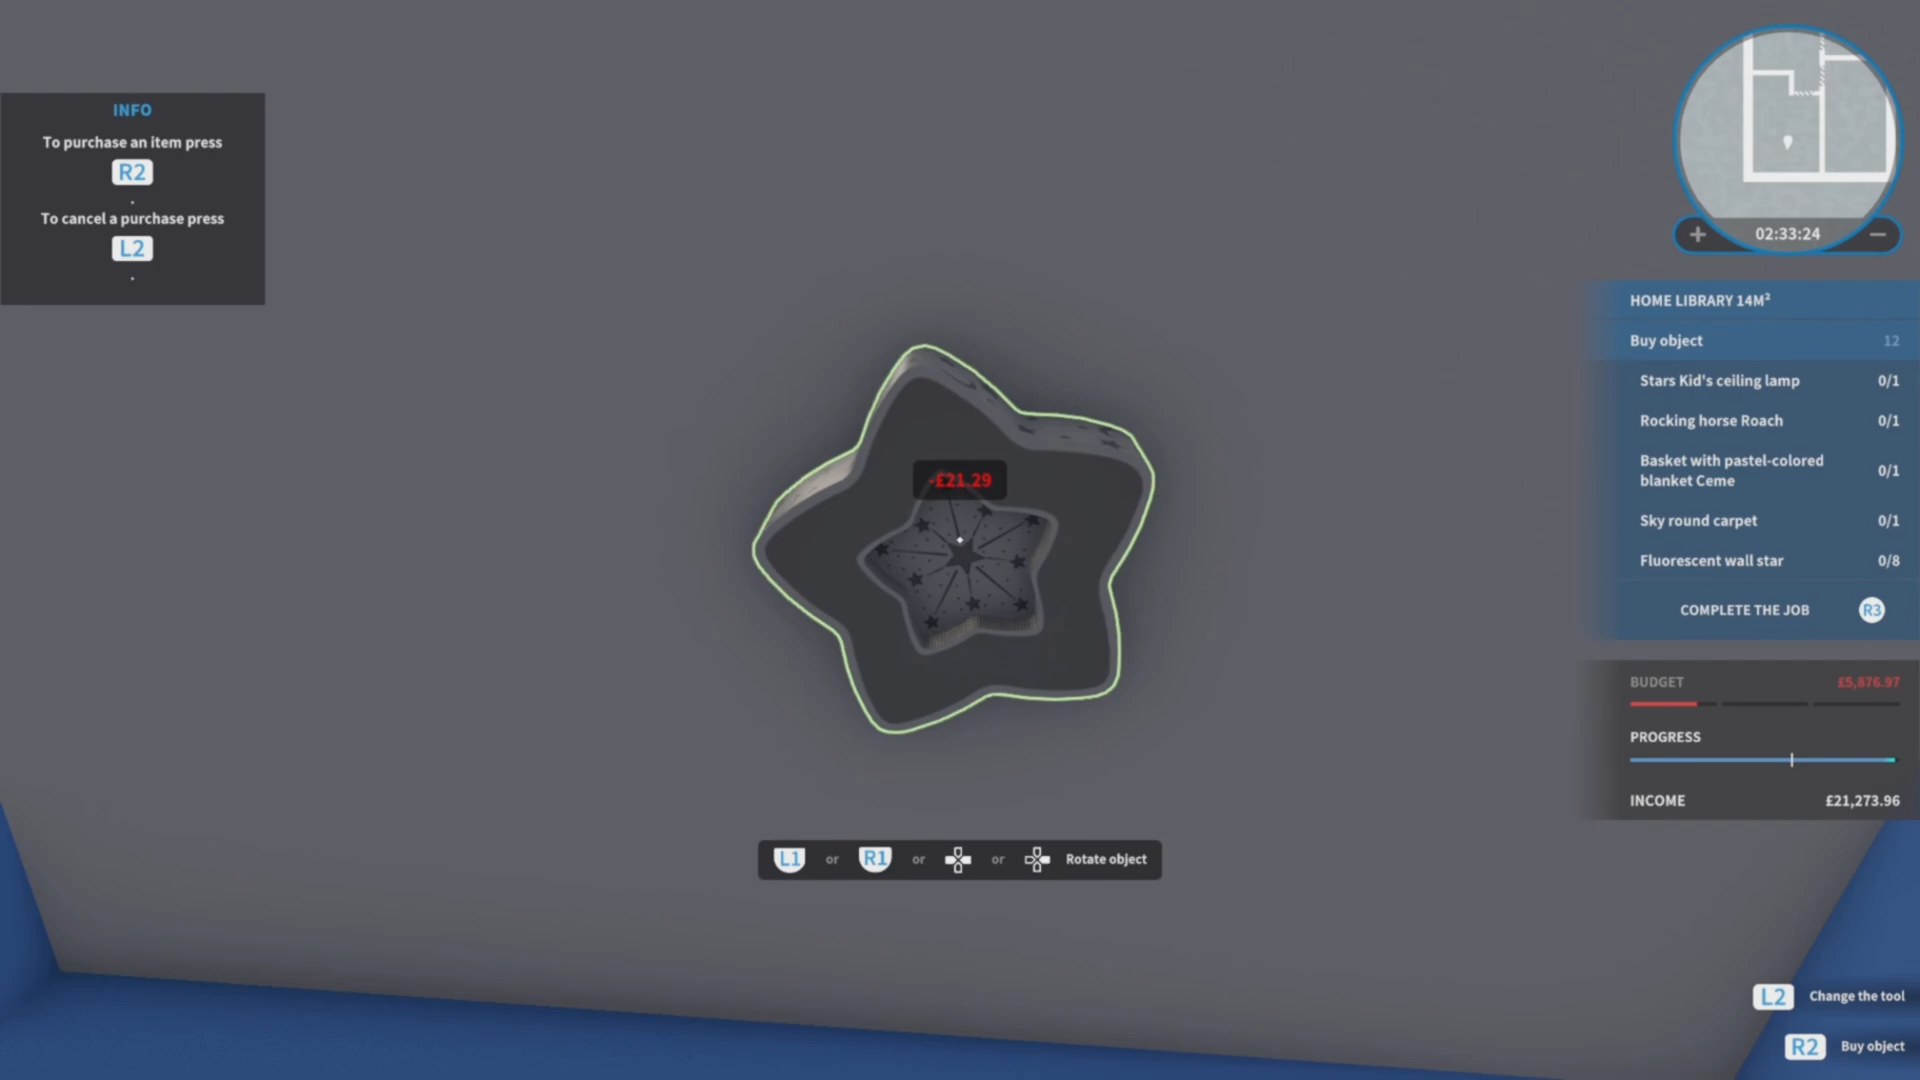 INFO
To purchase an item press
R2
.
To cancel a purchase press
L2
.
02:33:24
HOME LIBRARY 14M²
Buy object 12
Stars Kid's ceiling lamp 0/1
Rocking horse Roach 0/1
Basket with pastel-colored
blanket Ceme 0/1
Sky round carpet 0/1
Fluorescent wall star 0/8
COMPLETE THE JOB R3
BUDGET £5,876.97
PROGRESS
INCOME £21,273.96
-£21.29
L1 or R1 or or Rotate object
L2 Change the tool
R2 Buy object